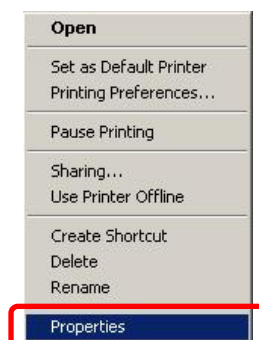 Open
Set as Default Printer
Printing Preferences...
Pause Printing
Sharing...
Use Printer Offline
Create Shortcut
Delete
Rename
Properties